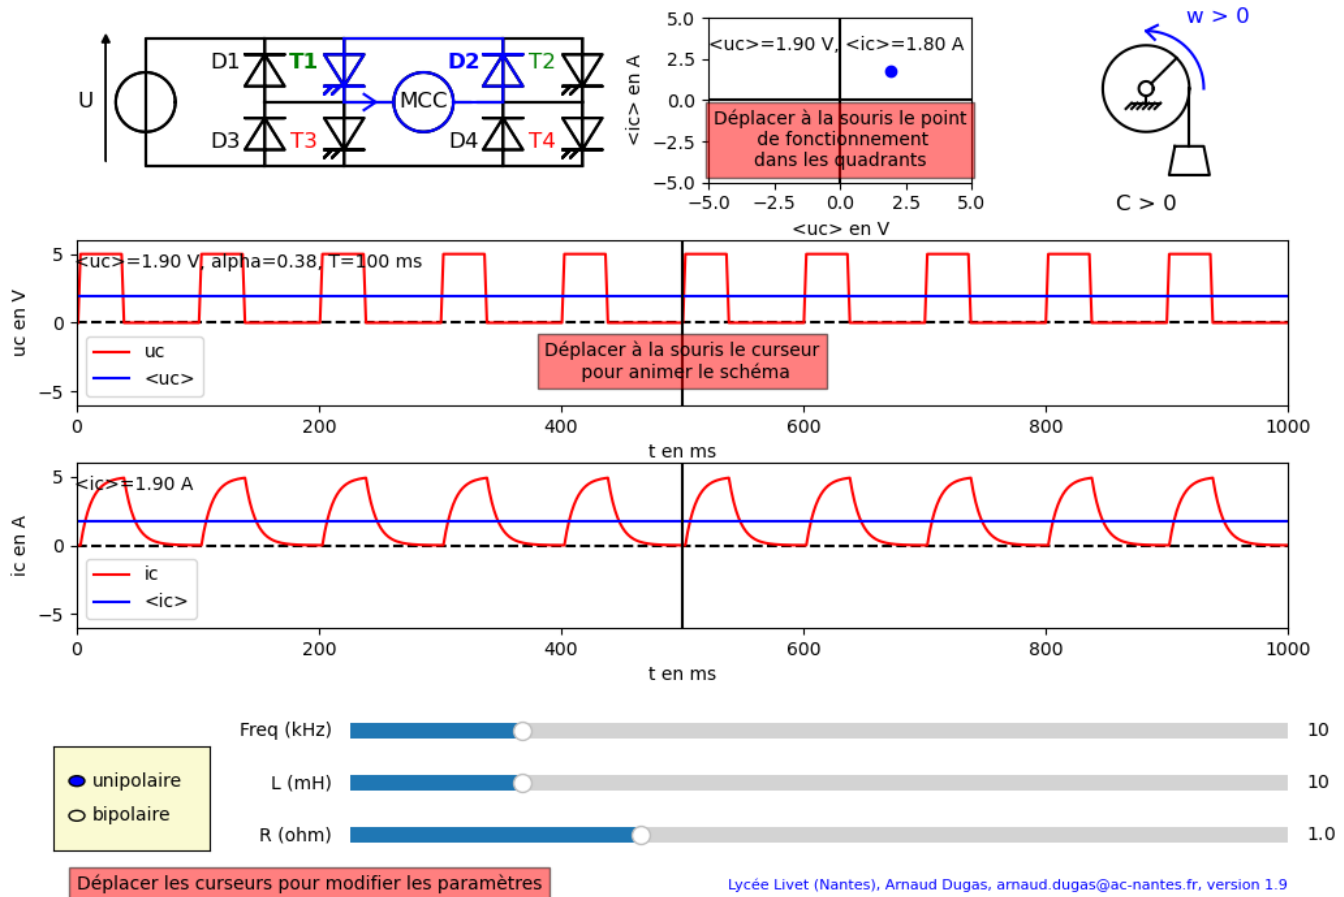 U
D1
T1
D2
T2
MCC
D3
T3
D4
T4
<ic> en A
5.0
2.5
0.0
−2.5
−5.0
<uc>=1.90 V, <ic>=1.80 A
Déplacer à la souris le point
de fonctionnement
dans les quadrants
−5.0
−2.5
0.0
2.5
5.0
<uc> en V
w > 0
C > 0
uc en V
5
0
−5
<uc>=1.90 V, alpha=0.38, T=100 ms
uc
<uc>
Déplacer à la souris le curseur
pour animer le schéma
0
200
400
600
800
1000
t en ms
ic en A
5
0
−5
<ic>=1.90 A
ic
<ic>
0
200
400
600
800
1000
t en ms
Freq (kHz)
10
L (mH)
10
R (ohm)
1.0
unipolaire
bipolaire
Déplacer les curseurs pour modifier les paramètres
Lycée Livet (Nantes), Arnaud Dugas, arnaud.dugas@ac-nantes.fr, version 1.9